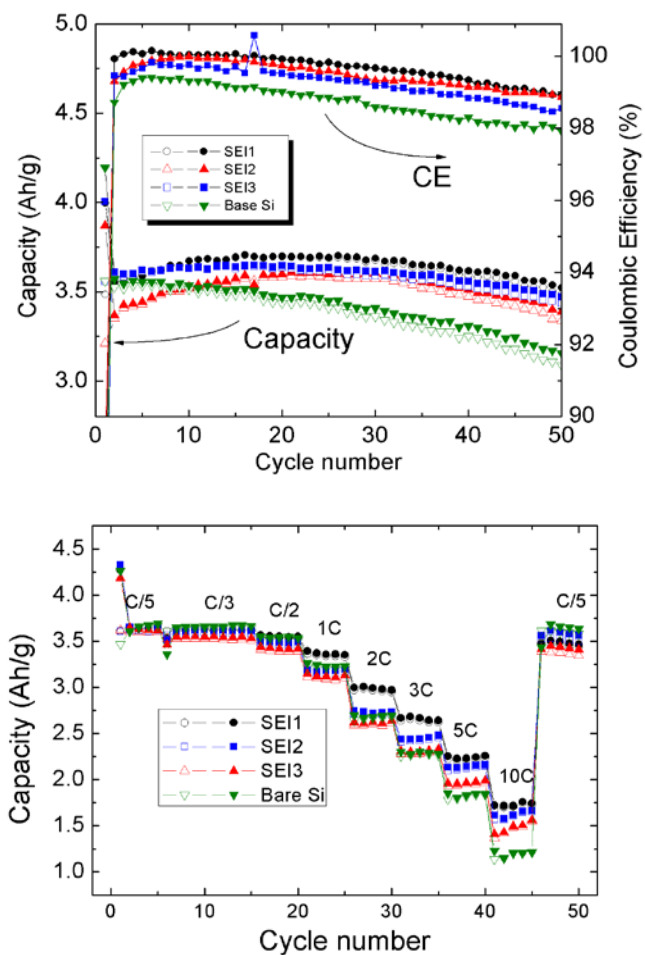 5.0
4.5
4.0
3.5
3.0
Capacity (Ah/g)
100
98
96
94
92
90
Coulombic Efficiency (%)
SEI1
SEI2
SEI3
Base Si
CE
Capacity
0 10 20 30 40 50
Cycle number
4.5
4.0
3.5
3.0
2.5
2.0
1.5
1.0
Capacity (Ah/g)
C/5
C/3
C/2
1C
2C
3C
5C
10C
C/5
SEI1
SEI2
SEI3
Bare Si
0 10 20 30 40 50
Cycle number